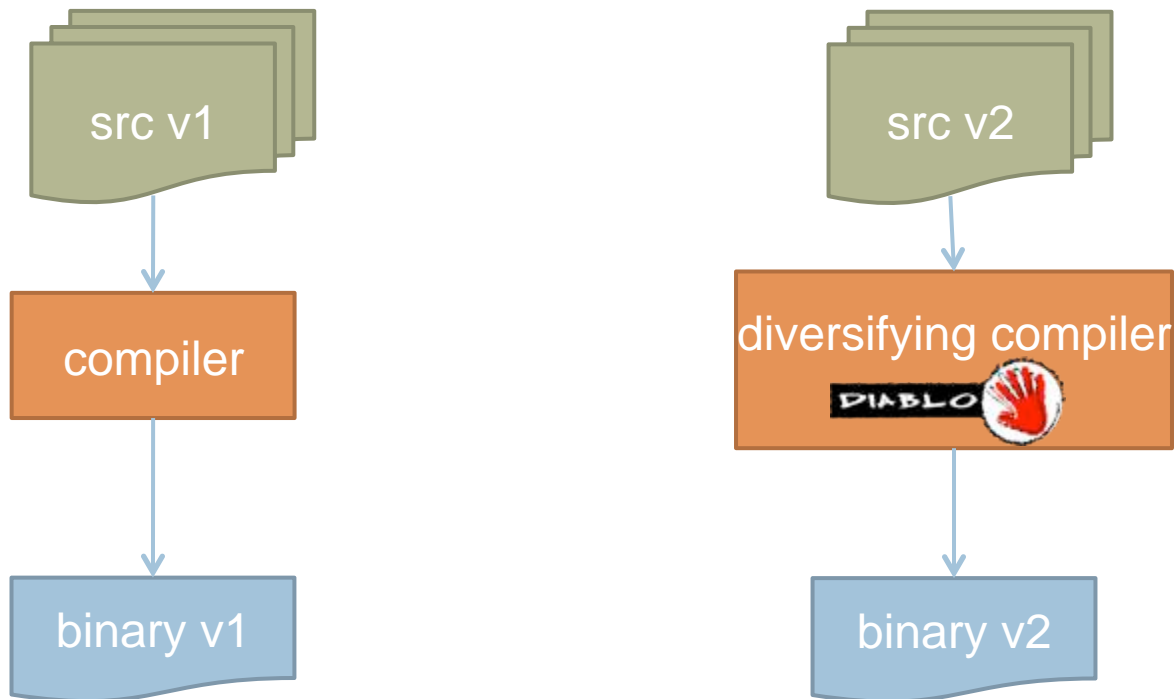 src v1
src v2
compiler
diversifying compiler
DIABLO
binary v1
binary v2